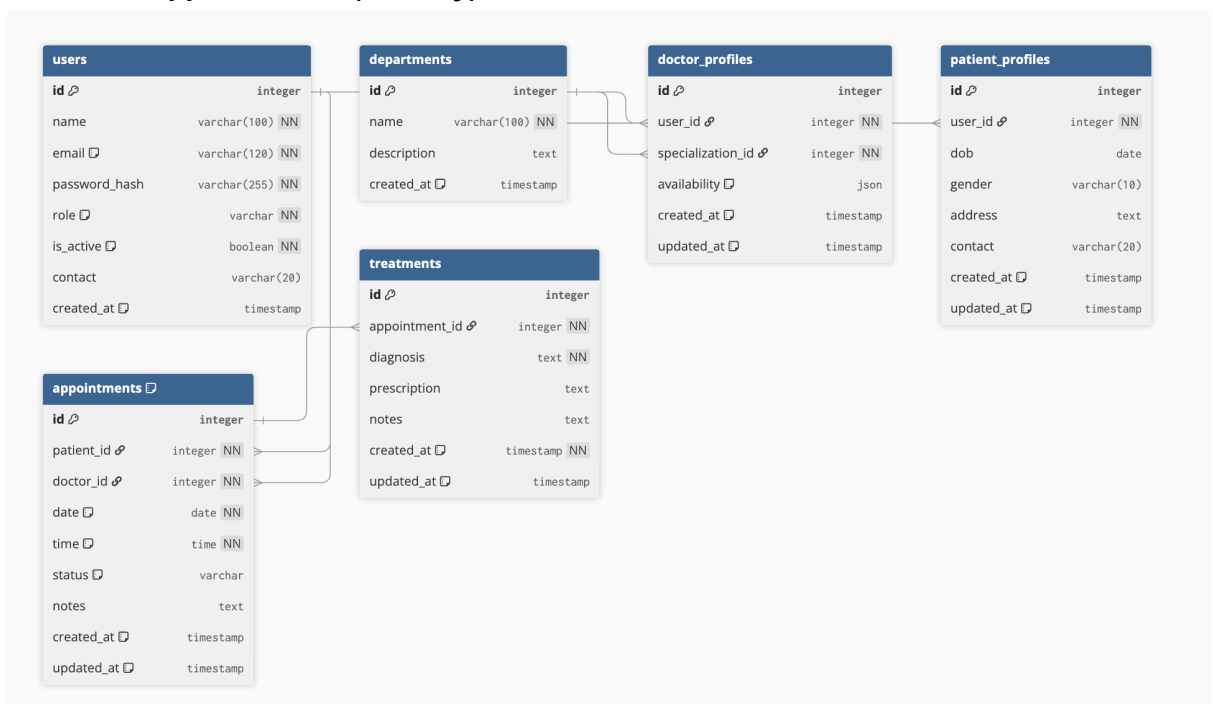 users
id integer
name varchar(100) NN
email varchar(120) NN
password_hash varchar(255) NN
role varchar NN
is_active boolean NN
contact varchar(20)
created_at timestamp
departments
id integer
name varchar(100) NN
description text
created_at timestamp
doctor_profiles
id integer
user_id integer NN
specialization_id integer NN
availability json
created_at timestamp
updated_at timestamp
patient_profiles
id integer
user_id integer NN
dob date
gender varchar(10)
address text
contact varchar(20)
created_at timestamp
updated_at timestamp
treatments
id integer
appointment_id integer NN
diagnosis text NN
prescription text
notes text
created_at timestamp NN
updated_at timestamp
appointments
id integer
patient_id integer NN
doctor_id integer NN
date date NN
time time NN
status varchar
notes text
created_at timestamp
updated_at timestamp